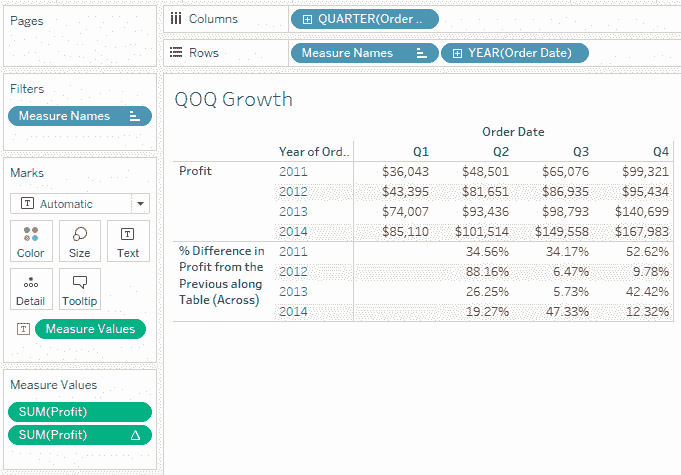 Pages
Columns
QUARTER(Order ..
Rows
Measure Names
YEAR(Order Date)
Filters
Measure Names
Marks
Automatic
Color
Size
Text
Detail
Tooltip
Measure Values
Measure Values
SUM(Profit)
SUM(Profit) Δ
QOQ Growth
Order Date
Year of Ord.. Q1 Q2 Q3 Q4
Profit 2011 $36,043 $48,501 $65,076 $99,321
2012 $43,395 $81,651 $86,935 $95,434
2013 $74,007 $93,436 $98,793 $140,699
2014 $85,110 $101,514 $149,558 $167,983
% Difference in 2011 34.56% 34.17% 52.62%
Profit from the 2012 88.16% 6.47% 9.78%
Previous along 2013 26.25% 5.73% 42.42%
Table (Across) 2014 19.27% 47.33% 12.32%